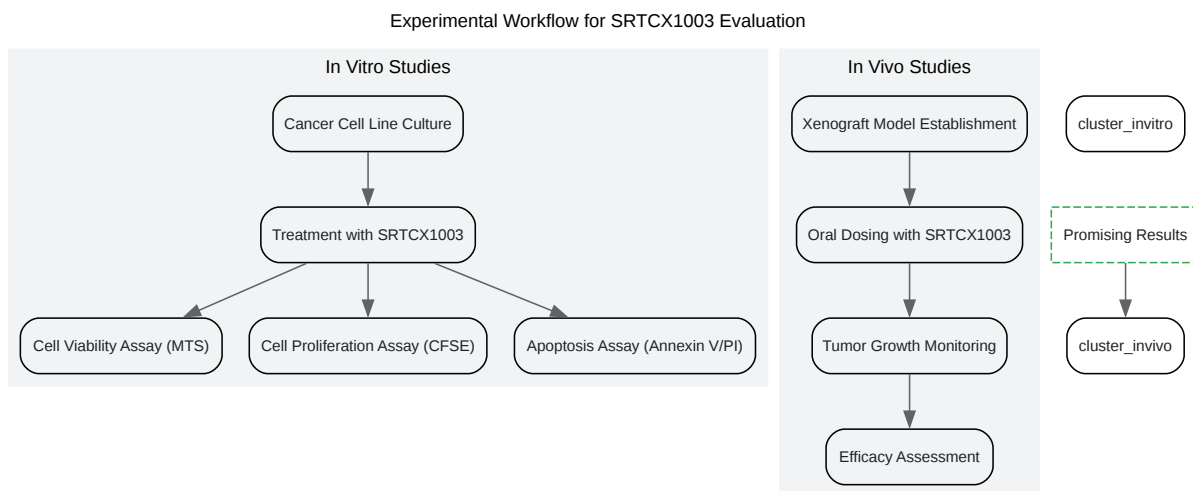 Experimental Workflow for SRTCX1003 Evaluation
In Vitro Studies
Cancer Cell Line Culture
Treatment with SRTCX1003
Cell Viability Assay (MTS)
Cell Proliferation Assay (CFSE)
Apoptosis Assay (Annexin V/PI)
In Vivo Studies
Xenograft Model Establishment
Oral Dosing with SRTCX1003
Tumor Growth Monitoring
Efficacy Assessment
cluster_invitro
Promising Results
cluster_invivo